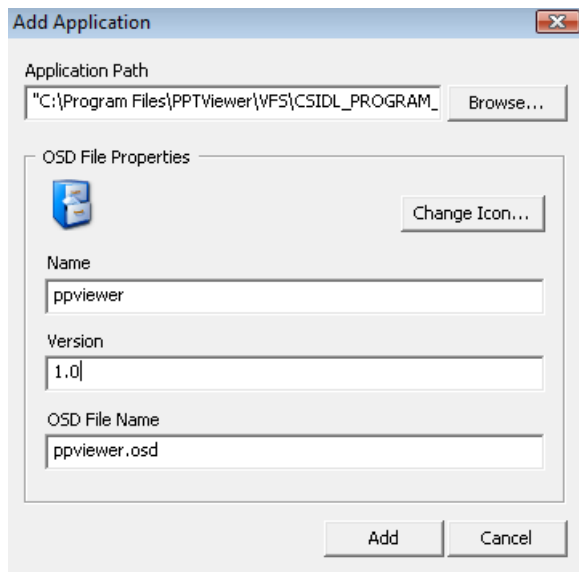 Add Application
Application Path
"C:\Program Files\PPTViewer\VFS\CSIDL_PROGRAM_
Browse...
OSD File Properties
Change Icon...
Name
ppviewer
Version
1.0
OSD File Name
ppviewer.osd
Add
Cancel